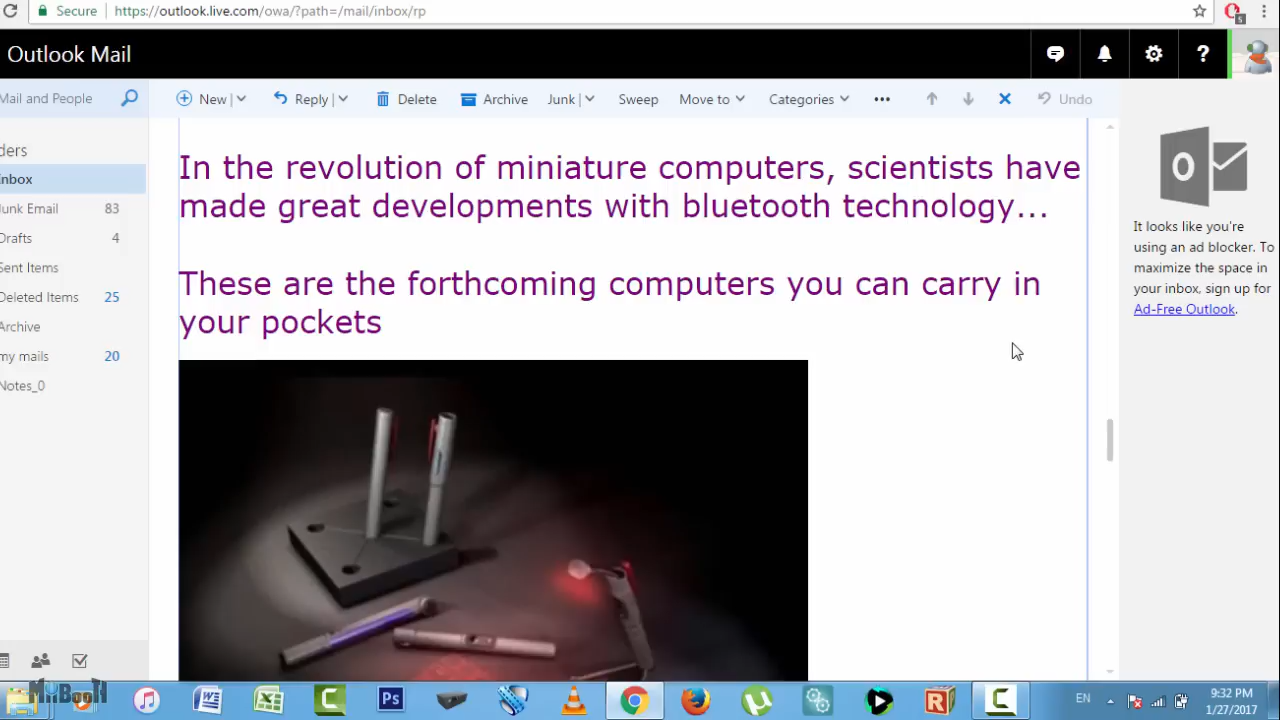 Secure https://outlook.live.com/owa/?path=/mail/inbox/rp
5
Outlook Mail
?
Mail and People
New Reply Delete Archive Junk Sweep Move to Categories ••• Undo
ders
Inbox
Junk Email 83
Drafts 4
Sent Items
Deleted Items 25
Archive
my mails 20
Notes_0
In the revolution of miniature computers, scientists have
made great developments with bluetooth technology...
These are the forthcoming computers you can carry in
your pockets
It looks like you're
using an ad blocker. To
maximize the space in
your inbox, sign up for
Ad-Free Outlook.
EN
9:32 PM
1/27/2017
Ps